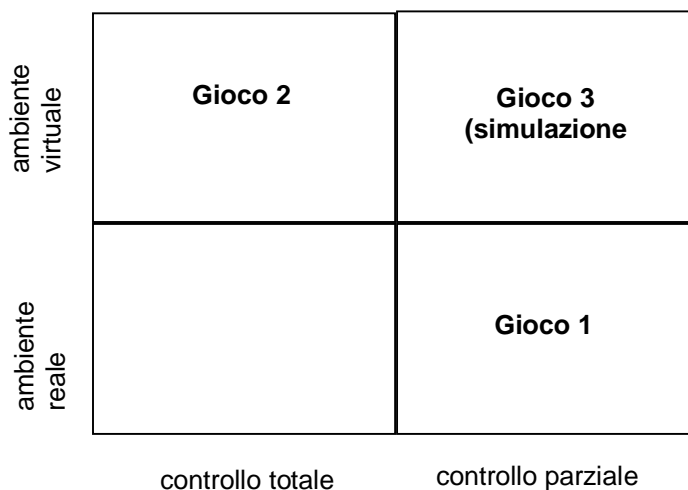 ambiente
virtuale
Gioco 2
Gioco 3
(simulazione
ambiente
reale
Gioco 1
controllo totale
controllo parziale